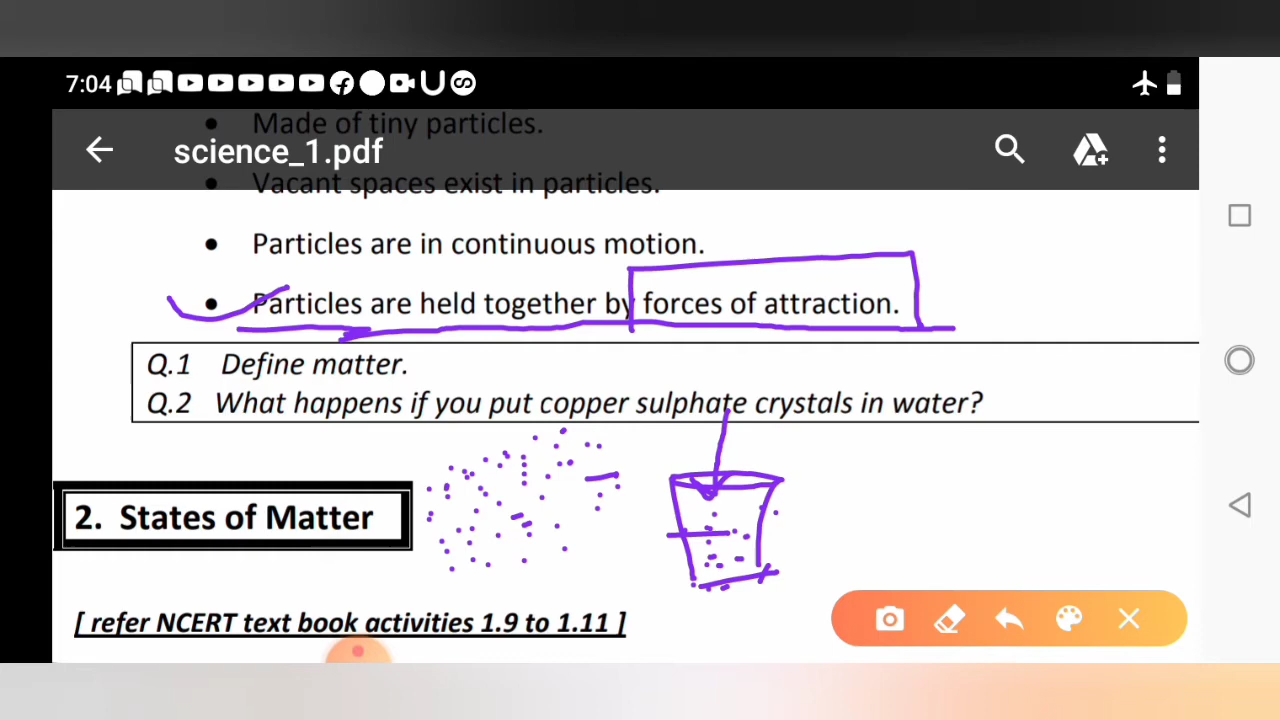 7:04
• Made of tiny particles.
science_1.pdf
• Vacant spaces exist in particles.
• Particles are in continuous motion.
• Particles are held together by forces of attraction.
Q.1 Define matter.
Q.2 What happens if you put copper sulphate crystals in water?
2. States of Matter
[ refer NCERT text book activities 1.9 to 1.11 ]